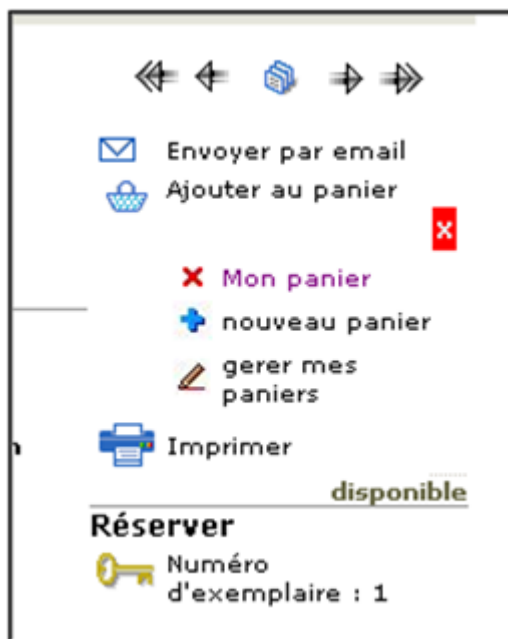 Envoyer par email
Ajouter au panier
x
Mon panier
nouveau panier
gerer mes
paniers
Imprimer
disponible
Réserver
Numéro
d'exemplaire : 1